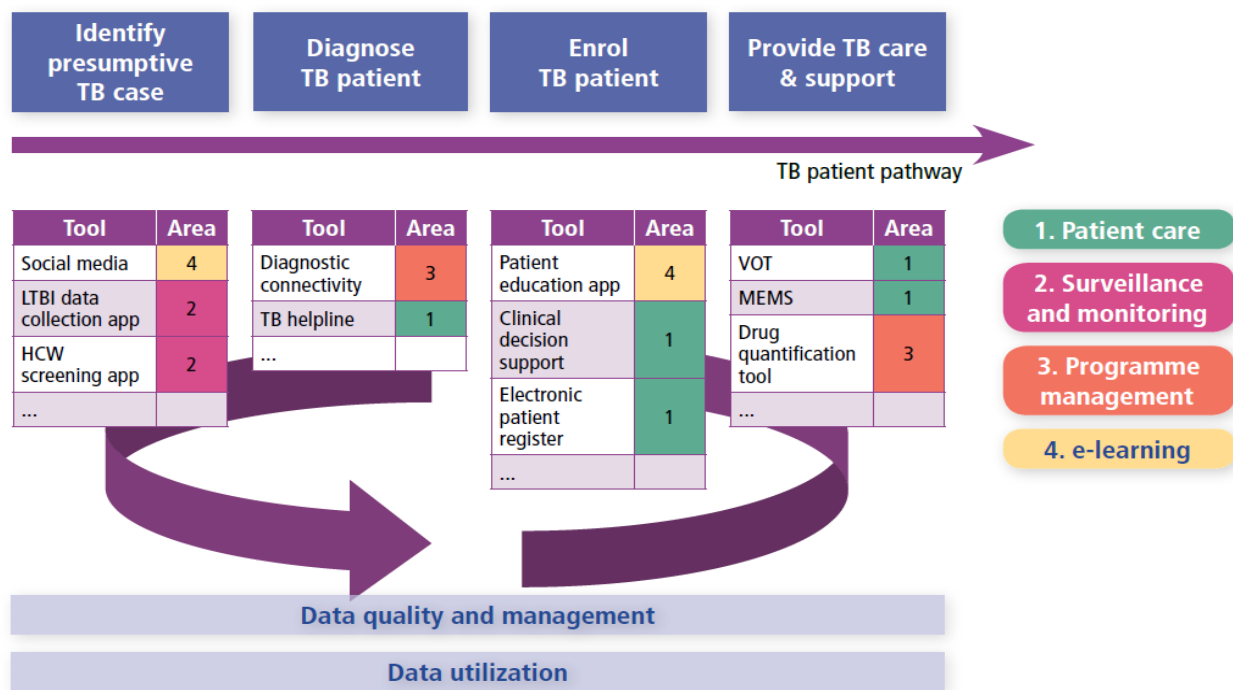 Identify
presumptive
TB case
Diagnose
TB patient
Enrol
TB patient
Provide TB care
& support
TB patient pathway
Tool Area
Social media 4
LTBI data
collection app 2
HCW
screening app 2
...
Tool Area
Diagnostic
connectivity 3
TB helpline 1
...
Tool Area
Patient
education app 4
Clinical
decision
support 1
Electronic
patient
register 1
...
Tool Area
VOT 1
MEMS 1
Drug
quantification
tool 3
...
1. Patient care
2. Surveillance
and monitoring
3. Programme
management
4. e-learning
Data quality and management
Data utilization